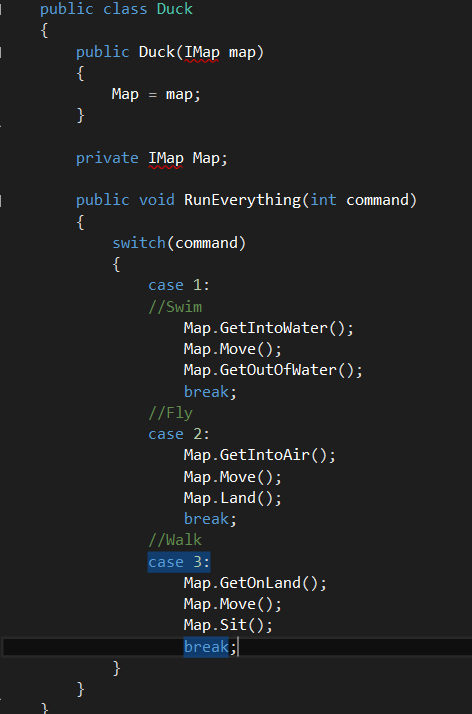 public class Duck
{
    public Duck(IMap map)
    {
        Map = map;
    }

    private IMap Map;

    public void RunEverything(int command)
    {
        switch(command)
        {
            case 1:
            //Swim
                Map.GetIntoWater();
                Map.Move();
                Map.GetOutOfWater();
                break;
            //Fly
            case 2:
                Map.GetIntoAir();
                Map.Move();
                Map.Land();
                break;
            //Walk
            case 3:
                Map.GetOnLand();
                Map.Move();
                Map.Sit();
                break;
        }
    }
}